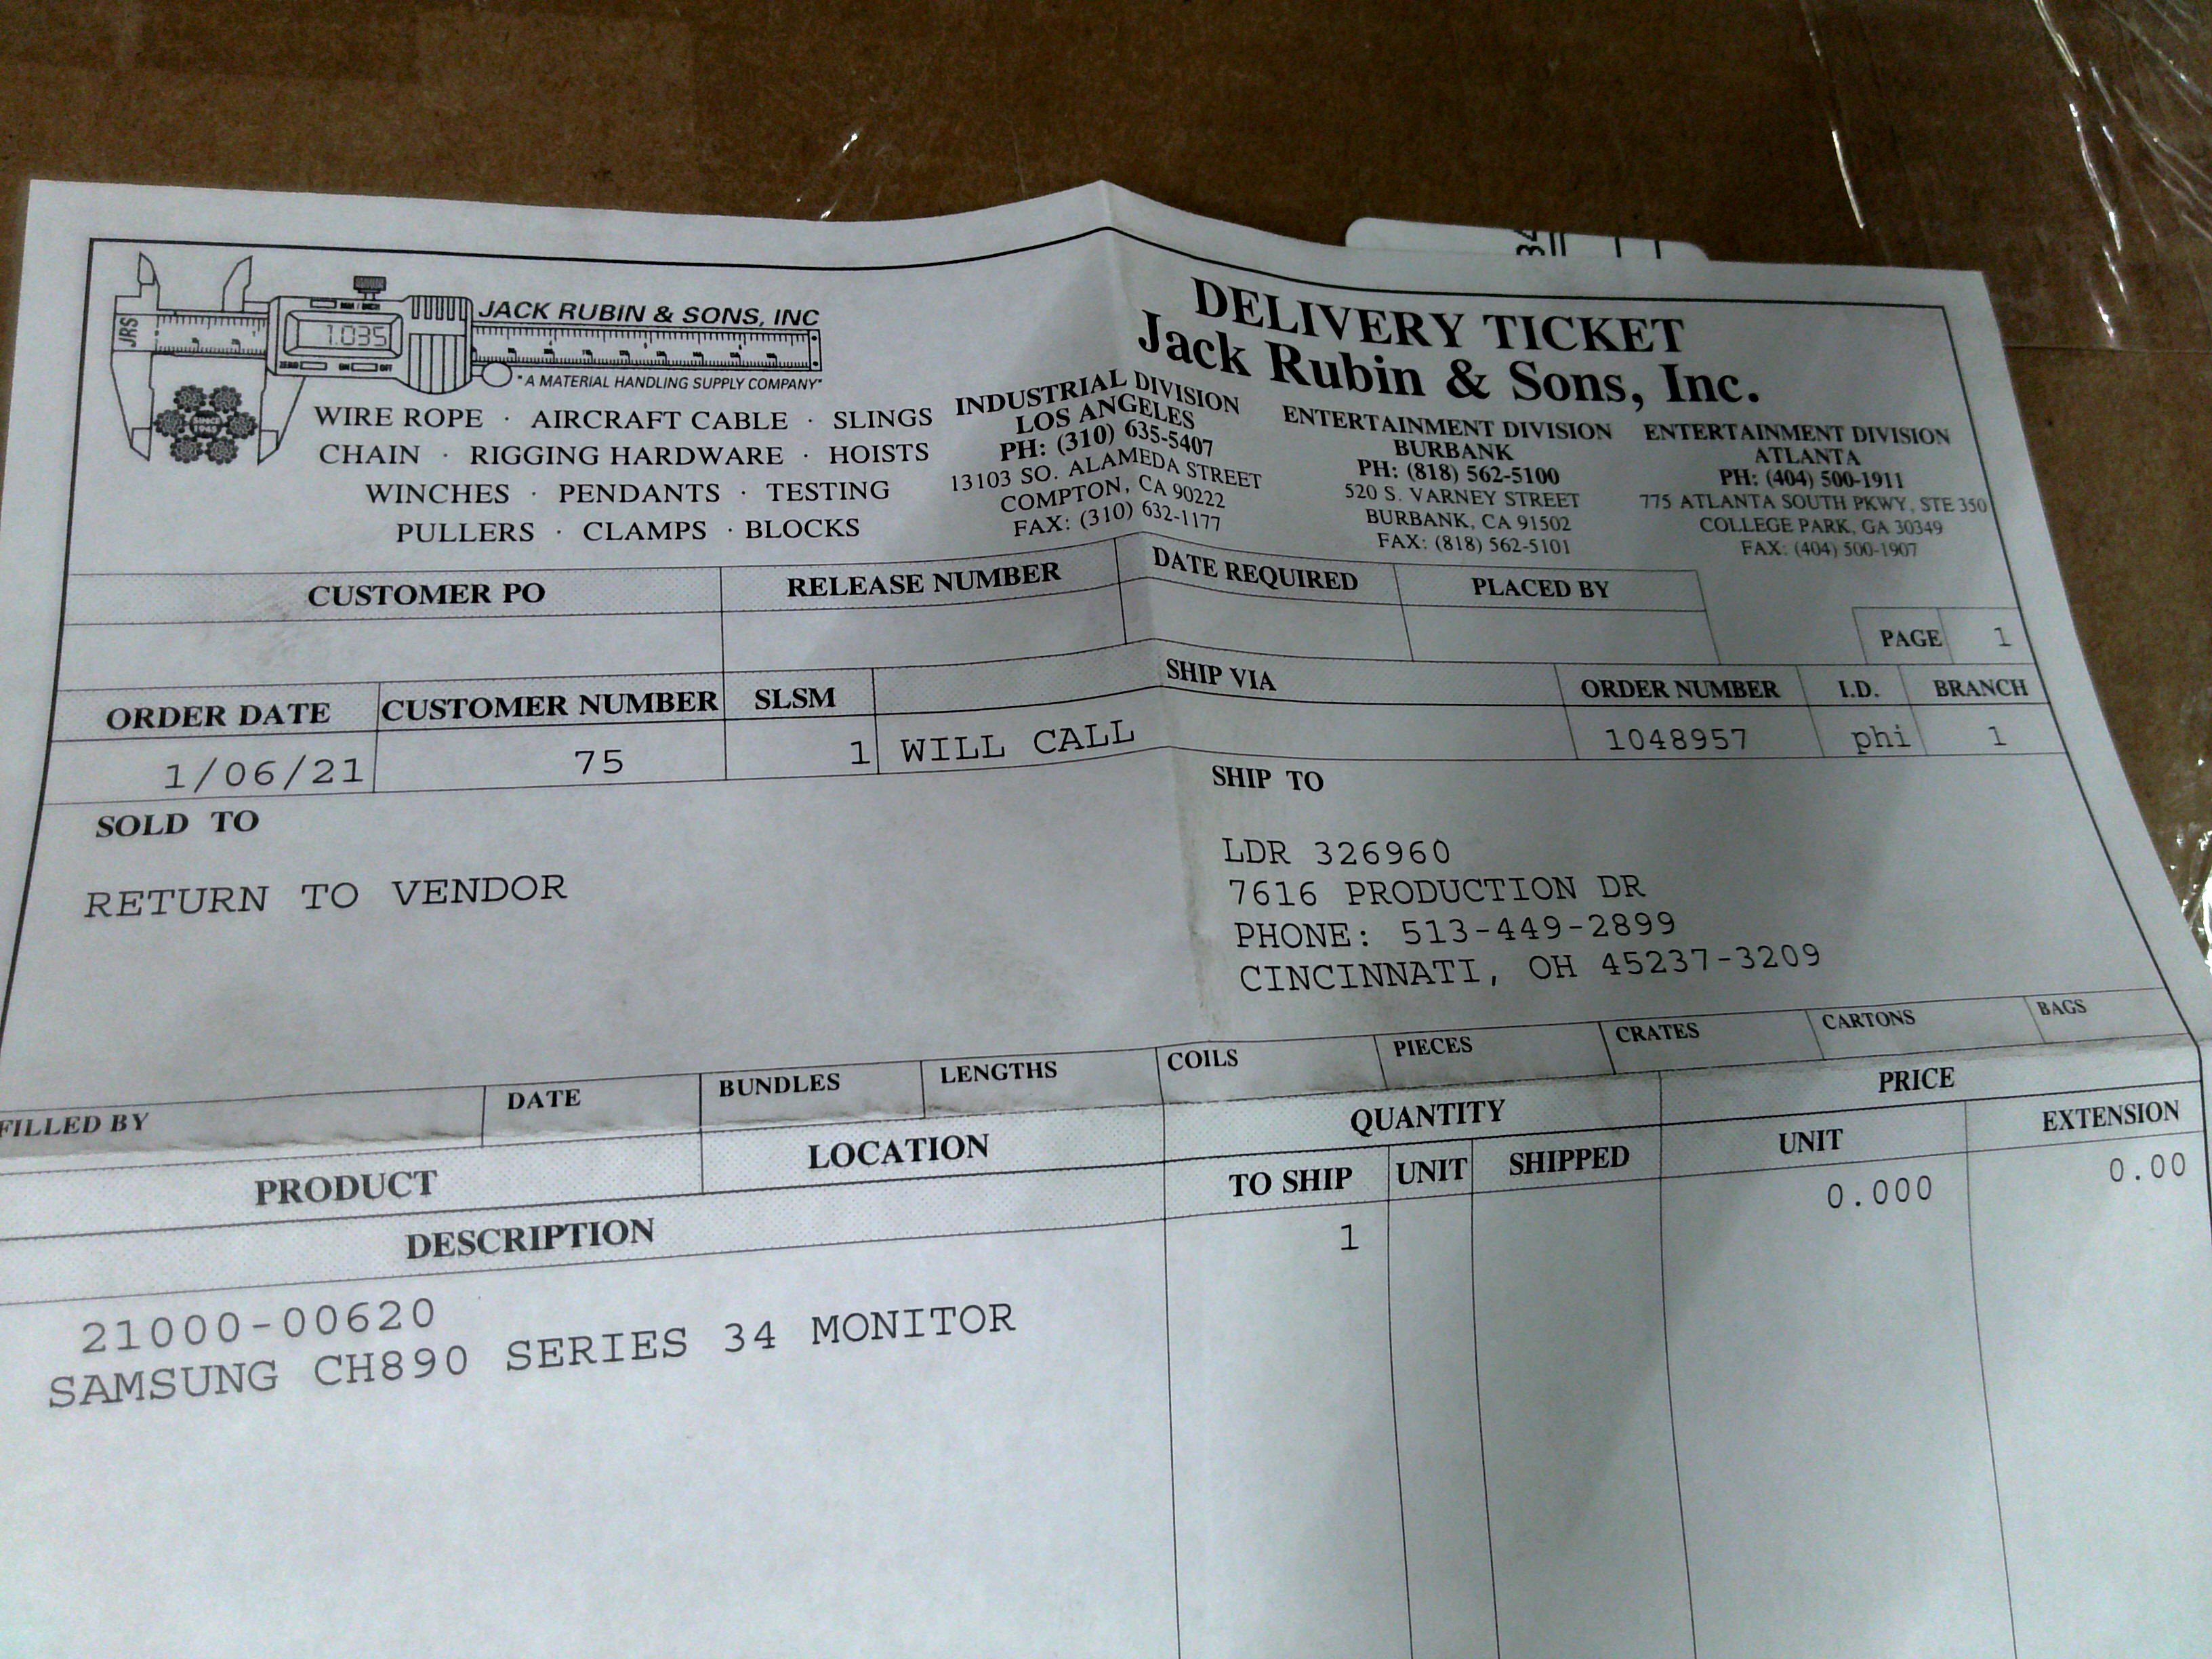 34
JRS
1.035
MM / INCH
ZERO
ON
OFF
JACK RUBIN & SONS, INC
"A MATERIAL HANDLING SUPPLY COMPANY"
SINCE
WIRE ROPE · AIRCRAFT CABLE · SLINGS
CHAIN · RIGGING HARDWARE · HOISTS
WINCHES · PENDANTS · TESTING
PULLERS · CLAMPS · BLOCKS
DELIVERY TICKET
Jack Rubin & Sons, Inc.
INDUSTRIAL DIVISION
LOS ANGELES
PH: (310) 635-5407
13103 SO. ALAMEDA STREET
COMPTON, CA 90222
FAX: (310) 632-1177
ENTERTAINMENT DIVISION
BURBANK
PH: (818) 562-5100
520 S. VARNEY STREET
BURBANK, CA 91502
FAX: (818) 562-5101
ENTERTAINMENT DIVISION
ATLANTA
PH: (404) 500-1911
775 ATLANTA SOUTH PKWY, STE 350
COLLEGE PARK, GA 30349
FAX: (404) 500-1907
CUSTOMER PO RELEASE NUMBER DATE REQUIRED PLACED BY
PAGE 1
ORDER DATE CUSTOMER NUMBER SLSM SHIP VIA ORDER NUMBER I.D. BRANCH
1/06/21 75 1 WILL CALL 1048957 phi 1
SOLD TO
RETURN TO VENDOR
SHIP TO
LDR 326960
7616 PRODUCTION DR
PHONE: 513-449-2899
CINCINNATI, OH 45237-3209
FILLED BY DATE BUNDLES LENGTHS COILS PIECES CRATES CARTONS BAGS
PRODUCT LOCATION QUANTITY PRICE
DESCRIPTION TO SHIP UNIT SHIPPED UNIT EXTENSION
1 0.000 0.00
21000-00620
SAMSUNG CH890 SERIES 34 MONITOR